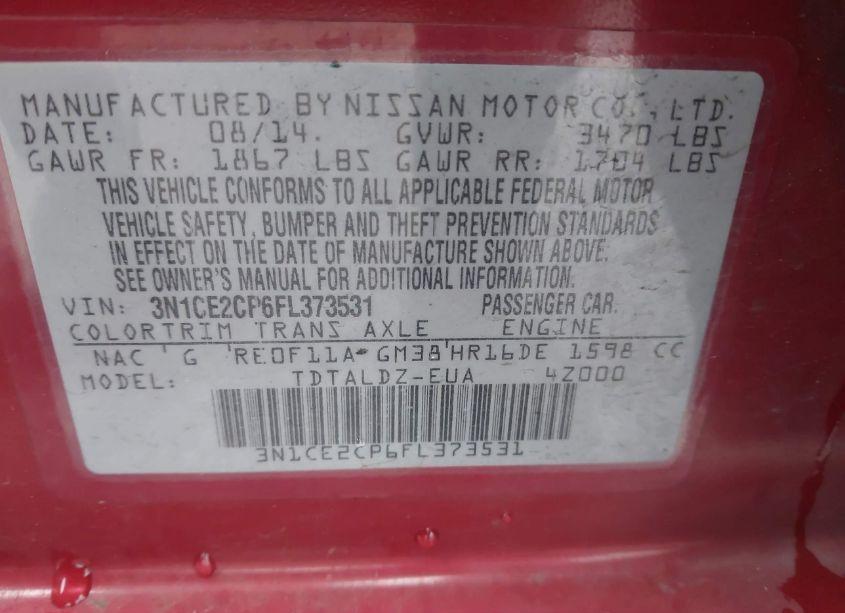 MANUFACTURED BY NISSAN MOTOR CO., LTD.
DATE: 08/14. GVWR: 3470 LBS
GAWR FR: 1867 LBS GAWR RR: 1704 LBS
THIS VEHICLE CONFORMS TO ALL APPLICABLE FEDERAL MOTOR
VEHICLE SAFETY, BUMPER AND THEFT PREVENTION STANDARDS
IN EFFECT ON THE DATE OF MANUFACTURE SHOWN ABOVE.
SEE OWNER'S MANUAL FOR ADDITIONAL INFORMATION.
VIN: 3N1CE2CP6FL373531 PASSENGER CAR.
COLORTRIM TRANS AXLE ENGINE
NAC ' G 'RE0F11A-GM38'HR16DE 1598 CC
MODEL: TDTALDZ-EUA 4Z000
3N1CE2CP6FL373531